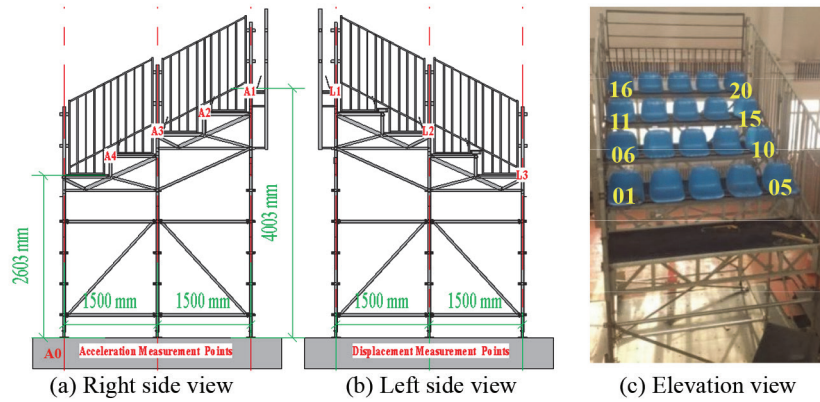 A1
A2
A3
A4
2603 mm
4003 mm
1500 mm
1500 mm
A0
Acceleration Measurement Points
(a) Right side view
L1
L2
L3
1500 mm
1500 mm
Displacement Measurement Points
(b) Left side view
16
20
11
15
06
10
01
05
(c) Elevation view